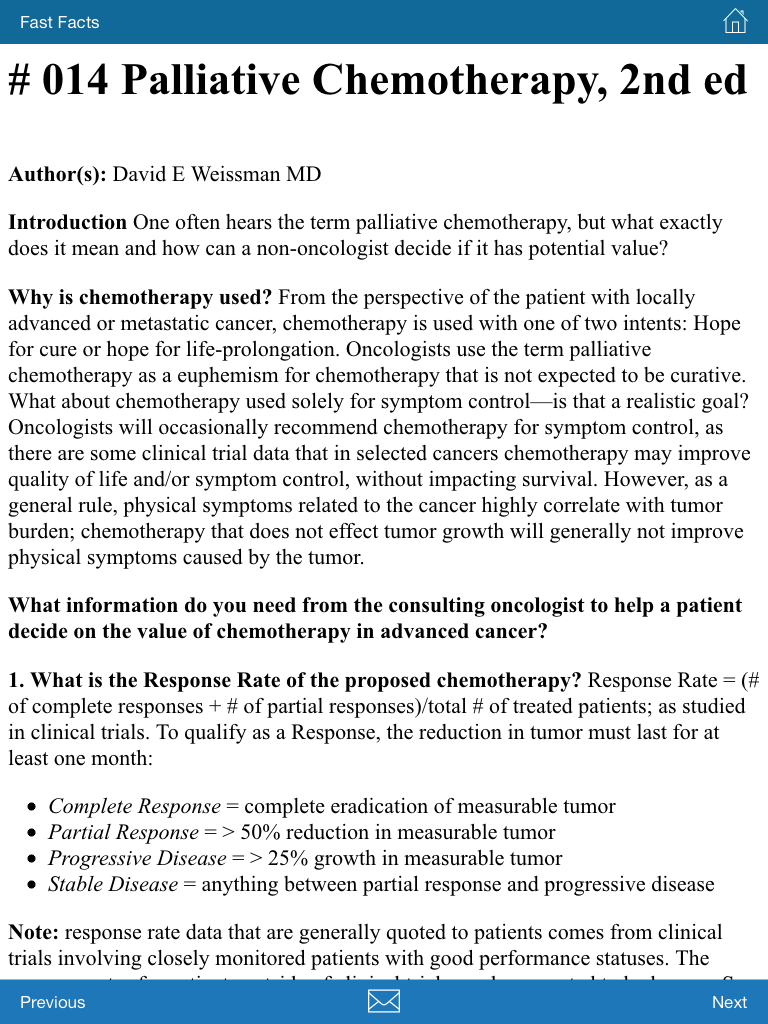 Fast Facts
# 014 Palliative Chemotherapy, 2nd ed
Author(s): David E Weissman MD
Introduction One often hears the term palliative chemotherapy, but what exactly
does it mean and how can a non-oncologist decide if it has potential value?
Why is chemotherapy used? From the perspective of the patient with locally
advanced or metastatic cancer, chemotherapy is used with one of two intents: Hope
for cure or hope for life-prolongation. Oncologists use the term palliative
chemotherapy as a euphemism for chemotherapy that is not expected to be curative.
What about chemotherapy used solely for symptom control—is that a realistic goal?
Oncologists will occasionally recommend chemotherapy for symptom control, as
there are some clinical trial data that in selected cancers chemotherapy may improve
quality of life and/or symptom control, without impacting survival. However, as a
general rule, physical symptoms related to the cancer highly correlate with tumor
burden; chemotherapy that does not effect tumor growth will generally not improve
physical symptoms caused by the tumor.
What information do you need from the consulting oncologist to help a patient
decide on the value of chemotherapy in advanced cancer?
1. What is the Response Rate of the proposed chemotherapy? Response Rate = (#
of complete responses + # of partial responses)/total # of treated patients; as studied
in clinical trials. To qualify as a Response, the reduction in tumor must last for at
least one month:
• Complete Response = complete eradication of measurable tumor
• Partial Response = > 50% reduction in measurable tumor
• Progressive Disease = > 25% growth in measurable tumor
• Stable Disease = anything between partial response and progressive disease
Note: response rate data that are generally quoted to patients comes from clinical
trials involving closely monitored patients with good performance statuses. The
Previous
Next